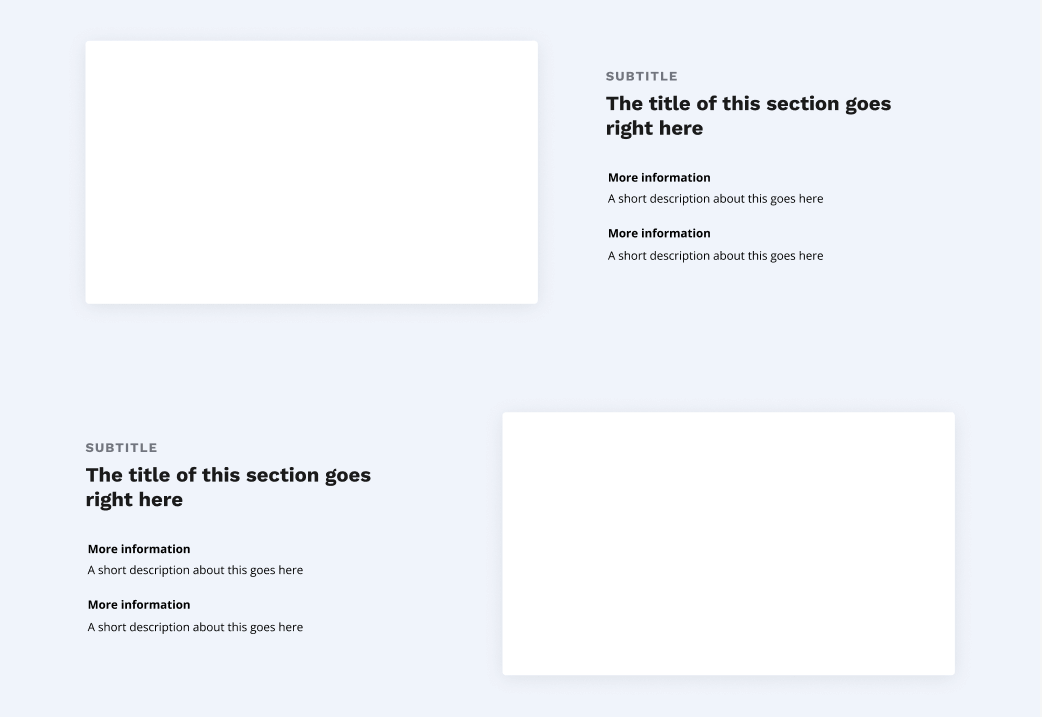 SUBTITLE
The title of this section goes
right here
More information
A short description about this goes here
More information
A short description about this goes here
SUBTITLE
The title of this section goes
right here
More information
A short description about this goes here
More information
A short description about this goes here